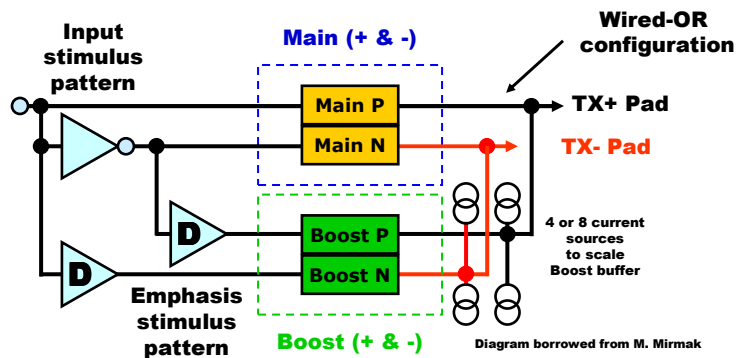 Input
stimulus
pattern
Main (+ & -)
Wired-OR
configuration
Main P
Main N
TX+ Pad
TX- Pad
D
Boost P
D
Boost N
4 or 8 current
sources
to scale
Boost buffer
Emphasis
stimulus
pattern
Boost (+ & -)
Diagram borrowed from M. Mirmak